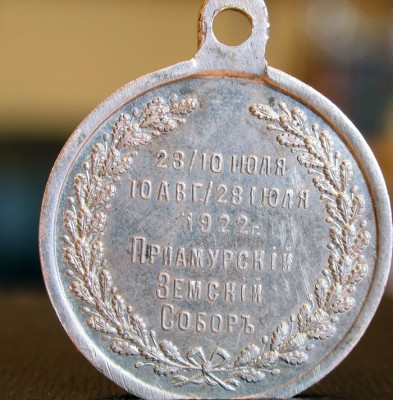 23/10 ІЮЛЯ
10 АВГ/28 ІЮЛЯ
1922 г.
ПРИАМУРСКІЙ
ЗЕМСКІЙ
СОБОРЪ